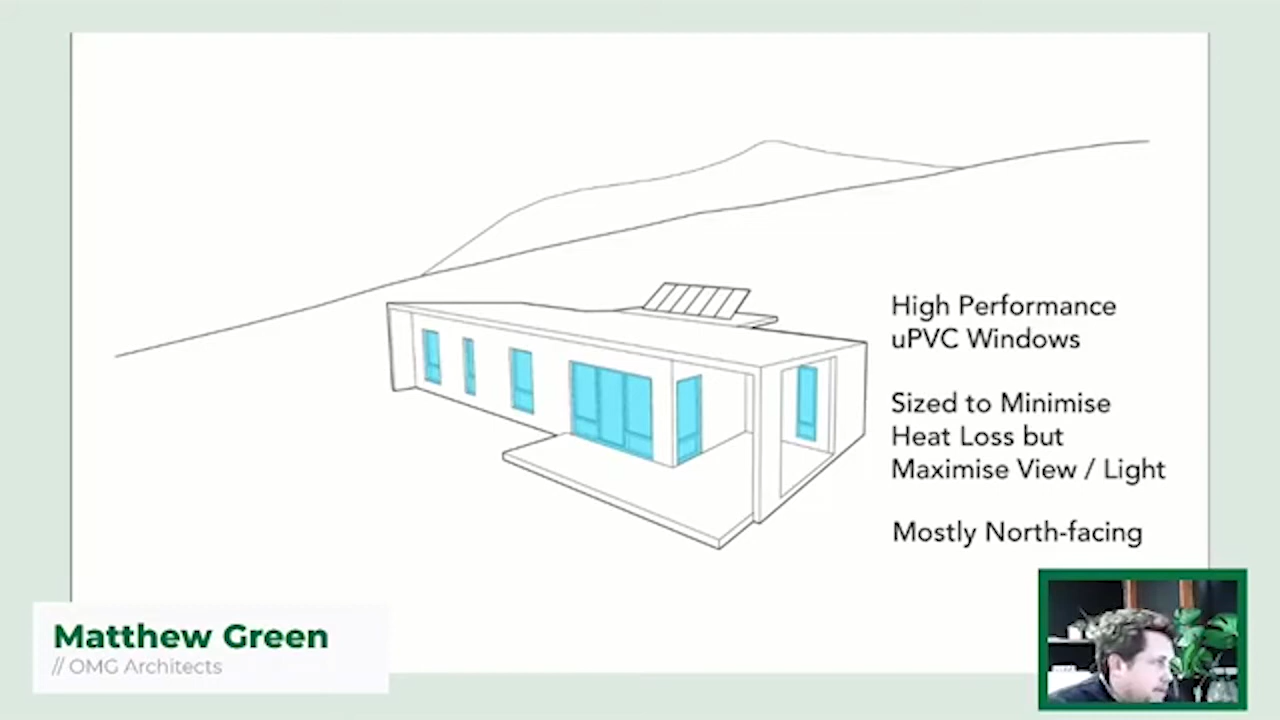 High Performance
uPVC Windows
Sized to Minimise
Heat Loss but
Maximise View / Light
Mostly North-facing
Matthew Green
// OMG Architects